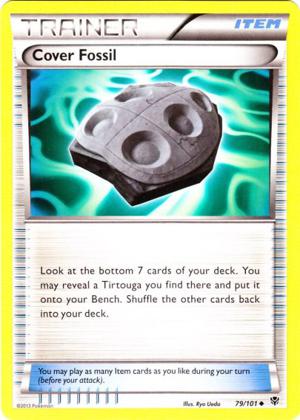 TRAINER
ITEM
Cover Fossil
Look at the bottom 7 cards of your deck. You
may reveal a Tirtouga you find there and put it
onto your Bench. Shuffle the other cards back
into your deck.
You may play as many Item cards as you like during your turn
(before your attack).
©2013 Pokémon
Illus. Ryo Ueda
79/101